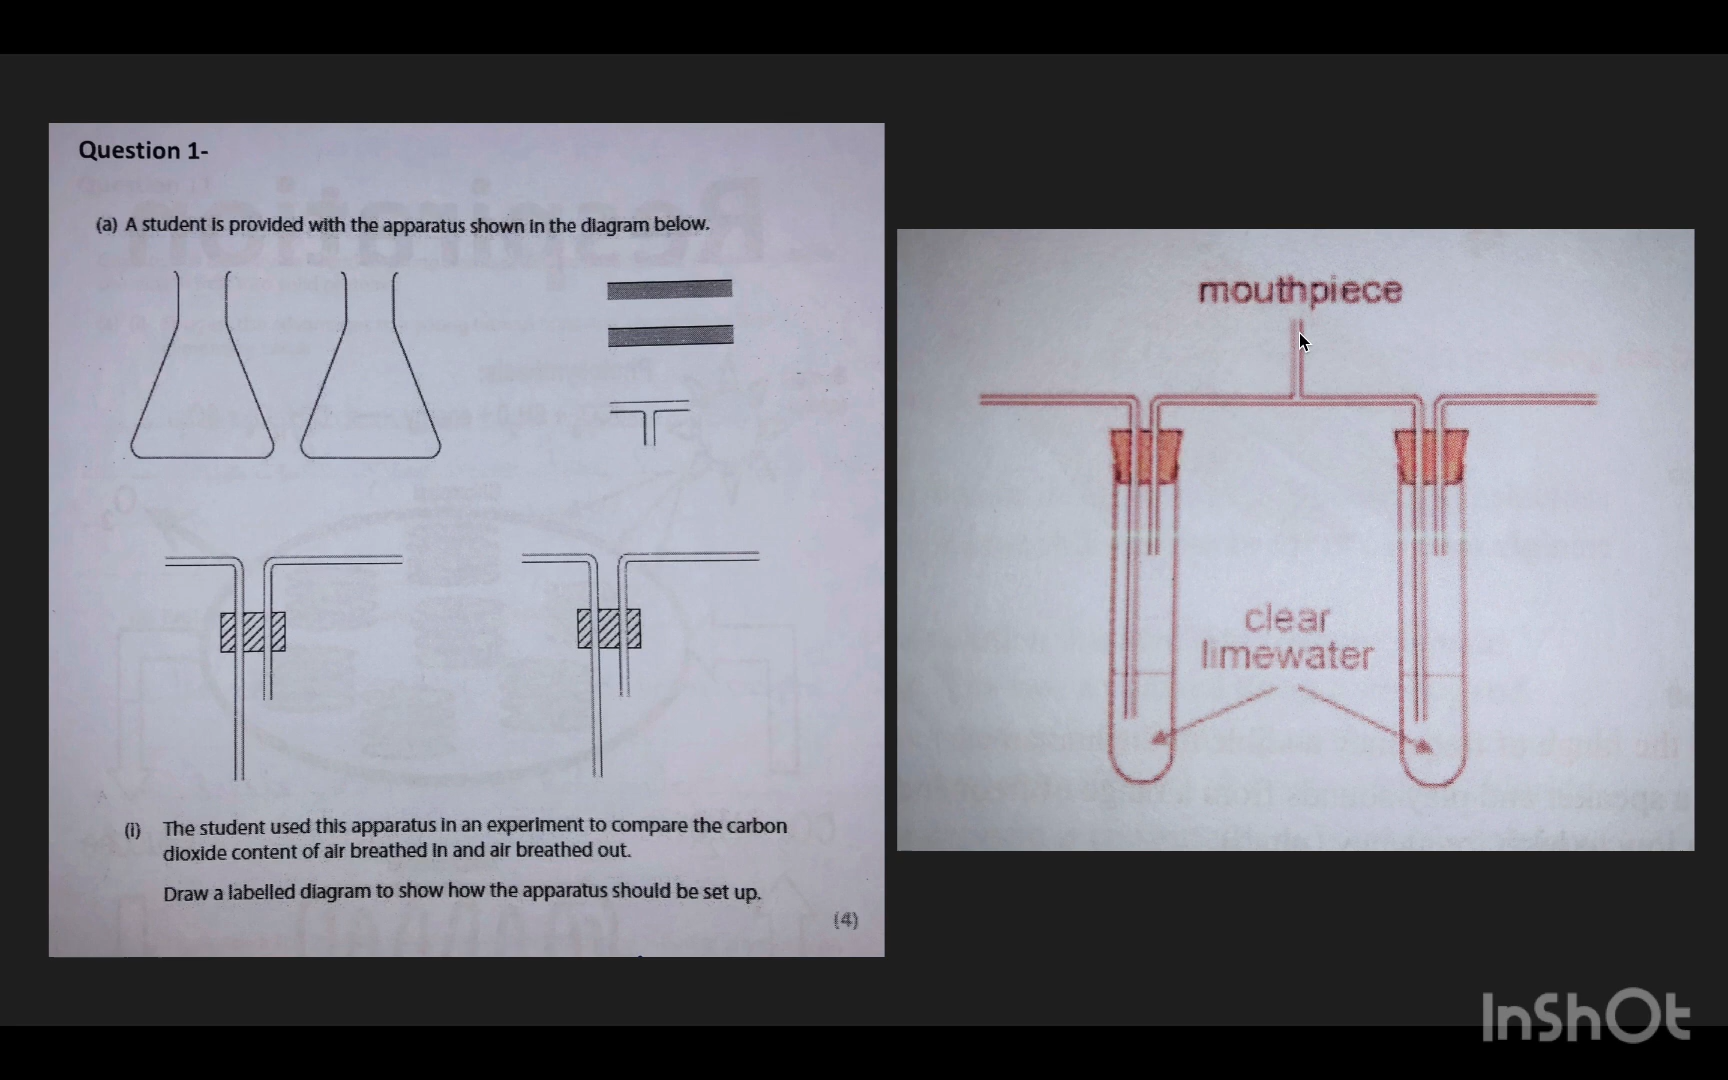 Question 1-
(a) A student is provided with the apparatus shown in the diagram below.
(i) The student used this apparatus in an experiment to compare the carbon
dioxide content of air breathed in and air breathed out.
Draw a labelled diagram to show how the apparatus should be set up.
(4)
mouthpiece
clear
limewater
InShOt